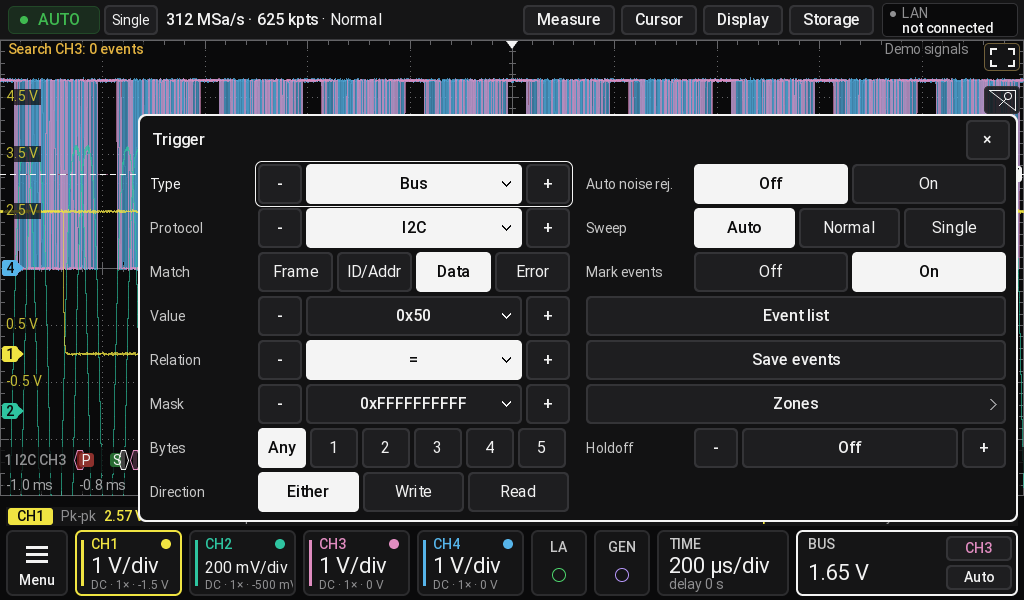 AUTO Single 312 MSa/s · 625 kpts · Normal Measure Cursor Display Storage LAN
not connected
Search CH3: 0 events Demo signals
4.5 V
Trigger ×
3.5 V
Type - Bus + Auto noise rej. Off On
2.5 V
Protocol - I2C + Sweep Auto Normal Single
4
Match Frame ID/Addr Data Error Mark events Off On
0.5 V
Value - 0x50 + Event list
1
Relation - = + Save events
-0.5 V
2
Mask - 0xFFFFFFFFFF + Zones
Bytes Any 1 2 3 4 5 Holdoff - Off +
1 I2C CH3 P S
-1.0 ms -0.8 ms
Direction Either Write Read
CH1 Pk-pk 2.57 V
Menu
CH1
1 V/div
DC · 1× · -1.5 V
CH2
200 mV/div
DC · 1× · -500 mV
CH3
1 V/div
DC · 1× · 0 V
CH4
1 V/div
DC · 1× · 0 V
LA
GEN
TIME
200 µs/div
delay 0 s
BUS
1.65 V
CH3
Auto